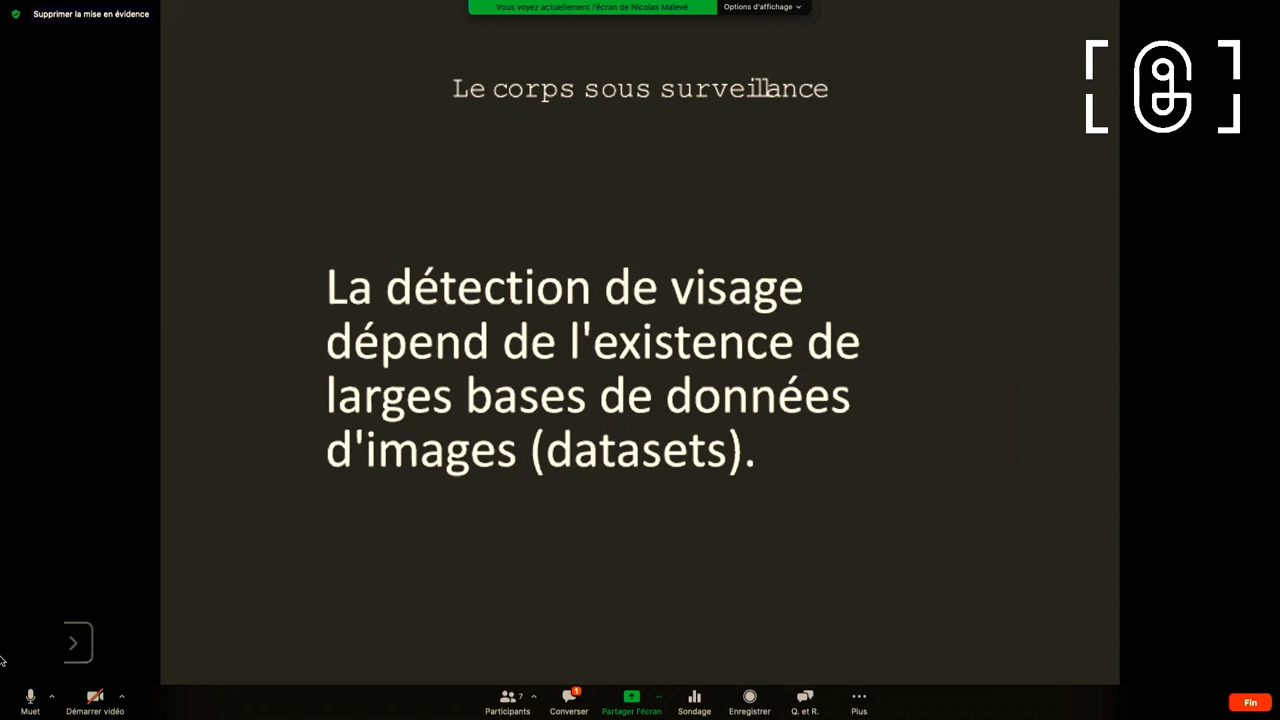 Supprimer la mise en évidence
Vous voyez actuellement l'écran de Nicolas Malevé
Options d'affichage
Le corps sous surveillance
La détection de visage
dépend de l'existence de
larges bases de données
d'images (datasets).
Muet
Démarrer vidéo
7
Participants
1
Converser
Partager l'écran
Sondage
Enregistrer
Q. et R.
Plus
Fin